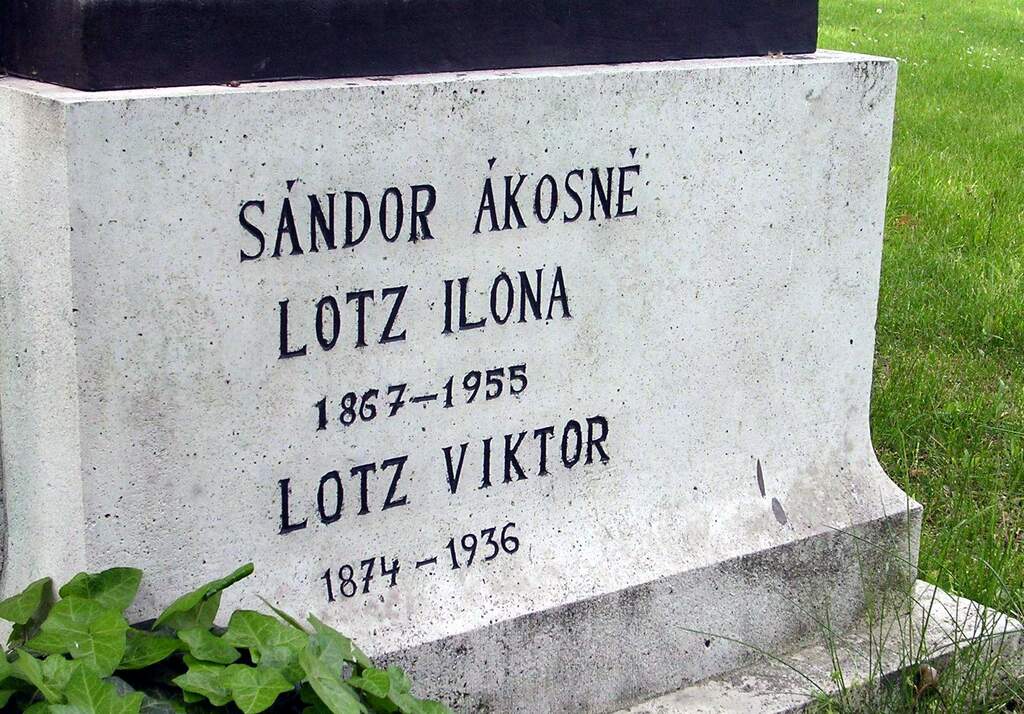 SÁNDOR ÁKOSNÉ
LOTZ ILONA
1867–1955
LOTZ VIKTOR
1874–1936